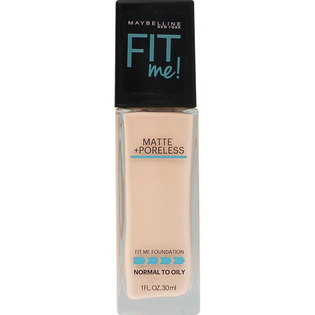 MAYBELLINE
NEW YORK
FIT
me!
MATTE
+PORELESS
FIT ME FOUNDATION
NORMAL TO OILY
1FL.OZ.30ml